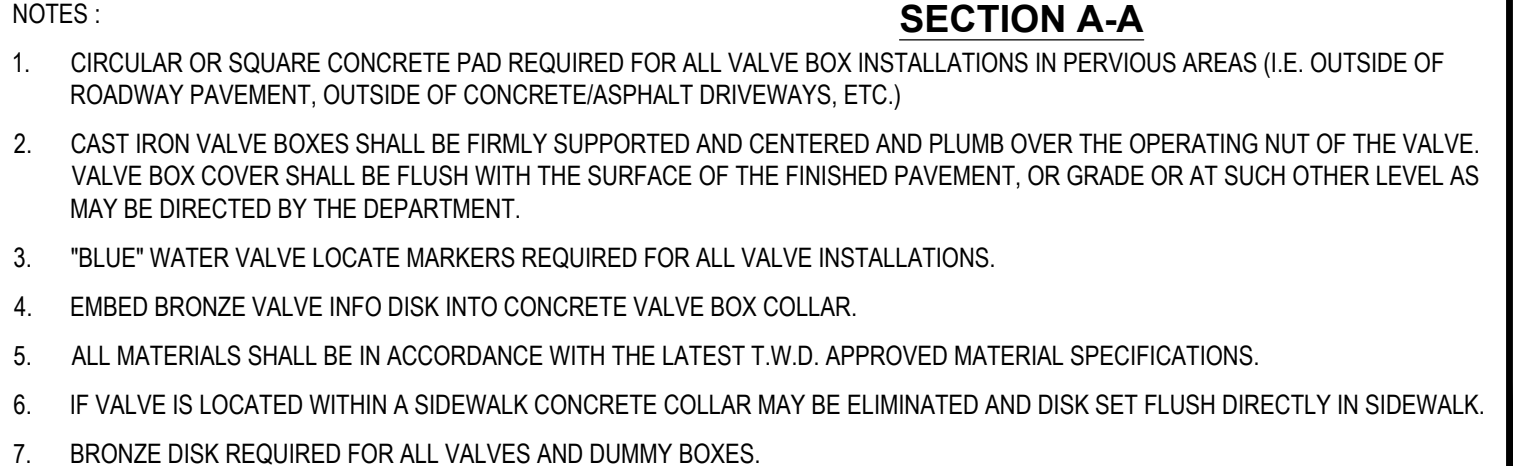 NOTES :
SECTION A-A
1. CIRCULAR OR SQUARE CONCRETE PAD REQUIRED FOR ALL VALVE BOX INSTALLATIONS IN PERVIOUS AREAS (I.E. OUTSIDE OF
ROADWAY PAVEMENT, OUTSIDE OF CONCRETE/ASPHALT DRIVEWAYS, ETC.)
2. CAST IRON VALVE BOXES SHALL BE FIRMLY SUPPORTED AND CENTERED AND PLUMB OVER THE OPERATING NUT OF THE VALVE.
VALVE BOX COVER SHALL BE FLUSH WITH THE SURFACE OF THE FINISHED PAVEMENT, OR GRADE OR AT SUCH OTHER LEVEL AS
MAY BE DIRECTED BY THE DEPARTMENT.
3. "BLUE" WATER VALVE LOCATE MARKERS REQUIRED FOR ALL VALVE INSTALLATIONS.
4. EMBED BRONZE VALVE INFO DISK INTO CONCRETE VALVE BOX COLLAR.
5. ALL MATERIALS SHALL BE IN ACCORDANCE WITH THE LATEST T.W.D. APPROVED MATERIAL SPECIFICATIONS.
6. IF VALVE IS LOCATED WITHIN A SIDEWALK CONCRETE COLLAR MAY BE ELIMINATED AND DISK SET FLUSH DIRECTLY IN SIDEWALK.
7. BRONZE DISK REQUIRED FOR ALL VALVES AND DUMMY BOXES.